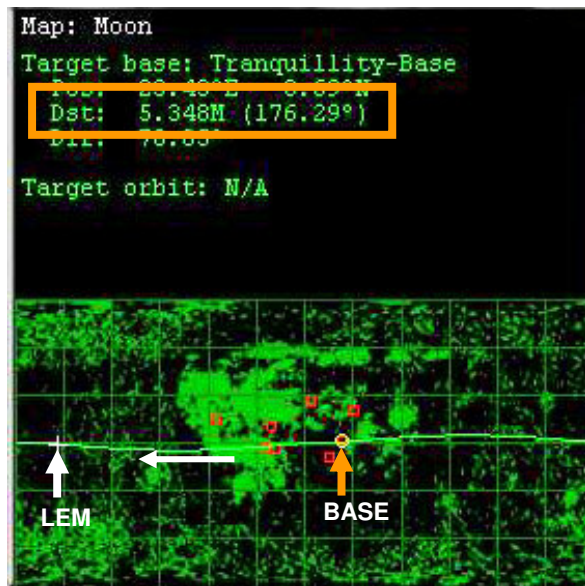 Map: Moon
Target base: Tranquillity-Base
Dst: 5.348M (176.29°)
Target orbit: N/A
LEM
BASE